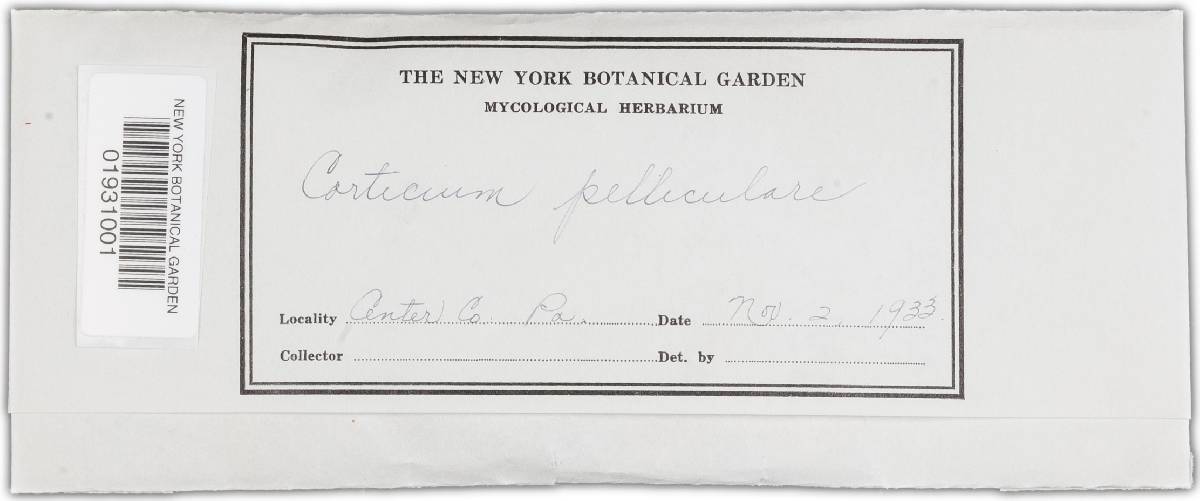 NEW YORK BOTANICAL GARDEN
01931001
THE NEW YORK BOTANICAL GARDEN
MYCOLOGICAL HERBARIUM
Corticium pelliculare
Locality Center Co. Pa. Date Nov. 2, 1933.
Collector Det. by